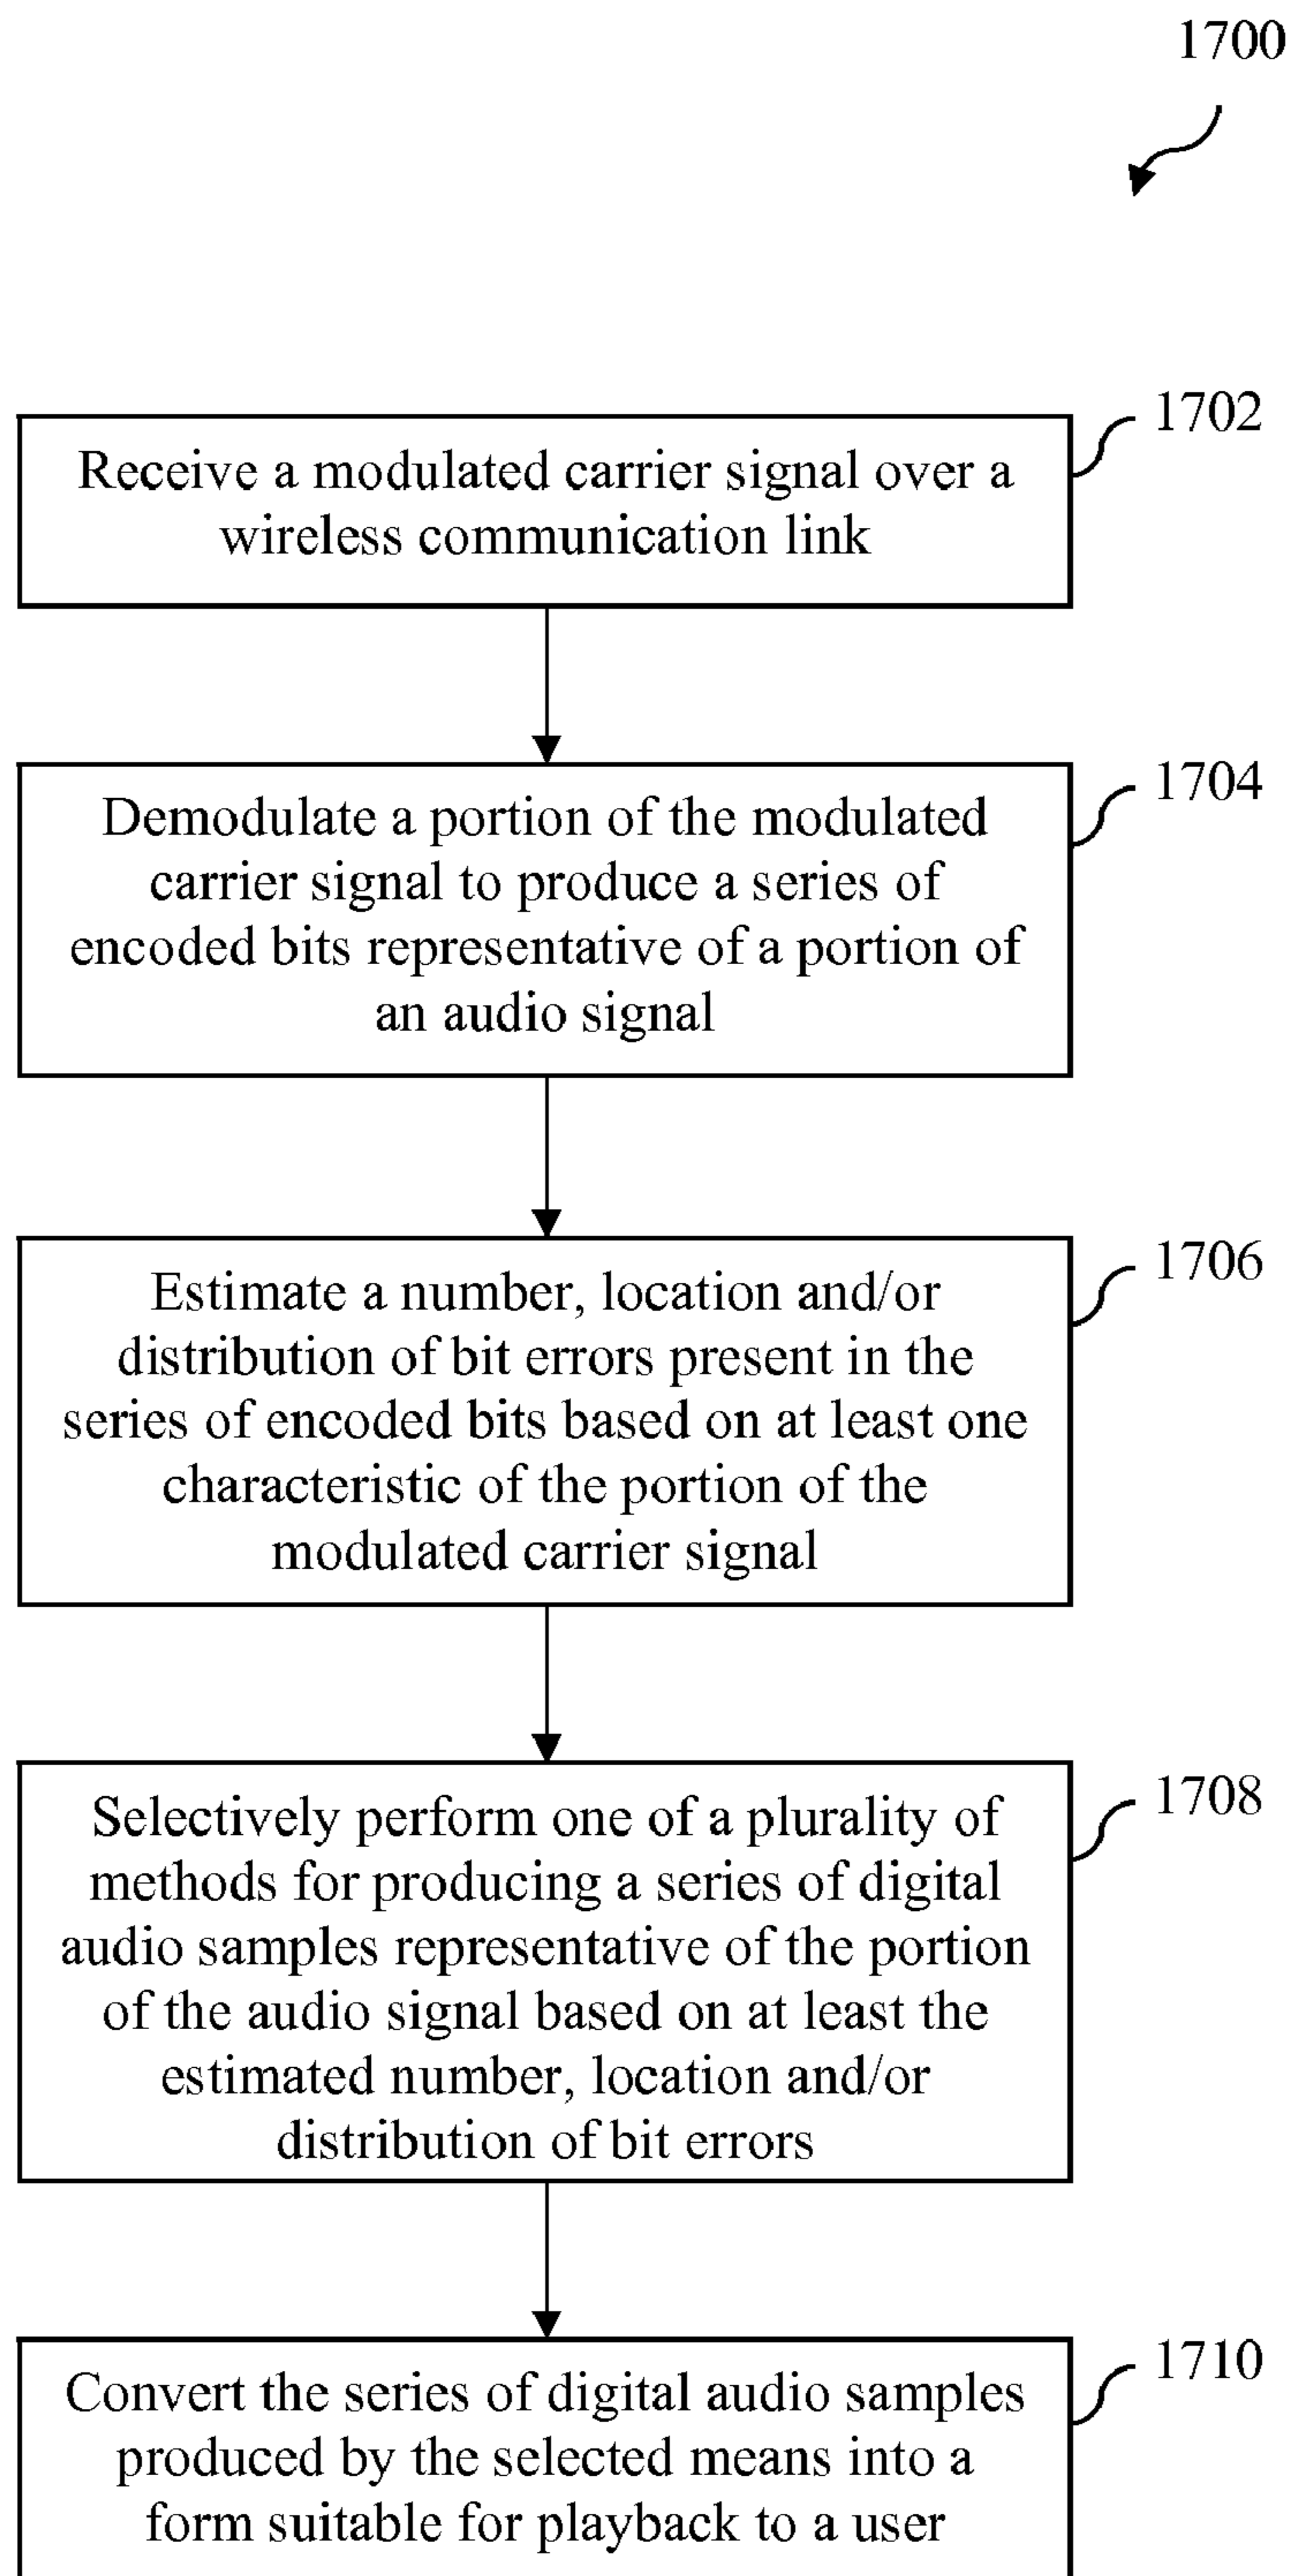 1700
1702
Receive a modulated carrier signal over a
wireless communication link
1704
Demodulate a portion of the modulated
carrier signal to produce a series of
encoded bits representative of a portion of
an audio signal
1706
Estimate a number, location and/or
distribution of bit errors present in the
series of encoded bits based on at least one
characteristic of the portion of the
modulated carrier signal
1708
Selectively perform one of a plurality of
methods for producing a series of digital
audio samples representative of the portion
of the audio signal based on at least the
estimated number, location and/or
distribution of bit errors
1710
Convert the series of digital audio samples
produced by the selected means into a
form suitable for playback to a user